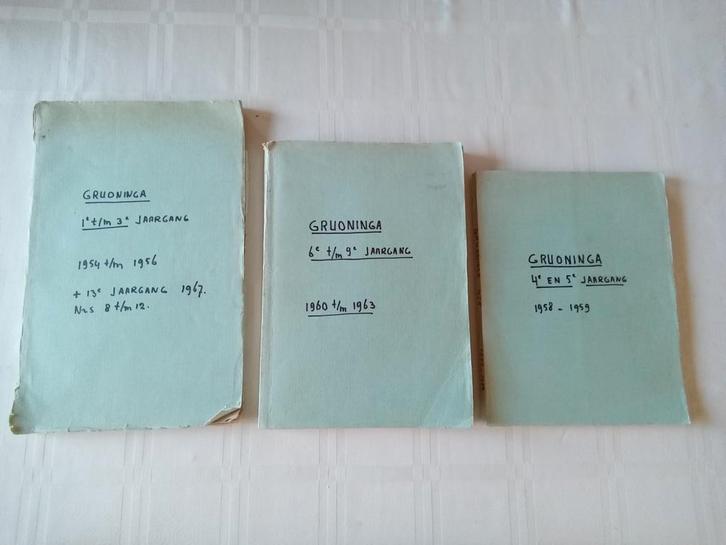 GRUONINGA
1e t/m 3e JAARGANG
1954 t/m 1956
+ 13e JAARGANG 1967.
Nrs 8 t/m 12.
GRUONINGA
6e t/m 9e JAARGANG
1960 t/m 1963
GRUONINGA
4e EN 5e JAARGANG
1958 - 1959